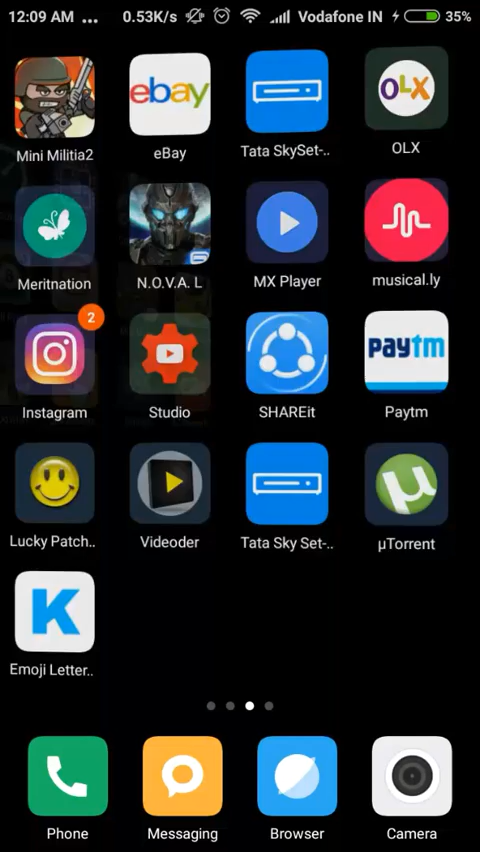 12:09 AM ... 0.53K/s Vodafone IN 35%
ebay OLX
Mini Militia2 eBay Tata SkySet-.. OLX
Meritnation N.O.V.A. L MX Player musical.ly
2
paytm
Instagram Studio SHAREit Paytm
µ
Lucky Patch.. Videoder Tata Sky Set-.. µTorrent
K
Emoji Letter..
Phone Messaging Browser Camera